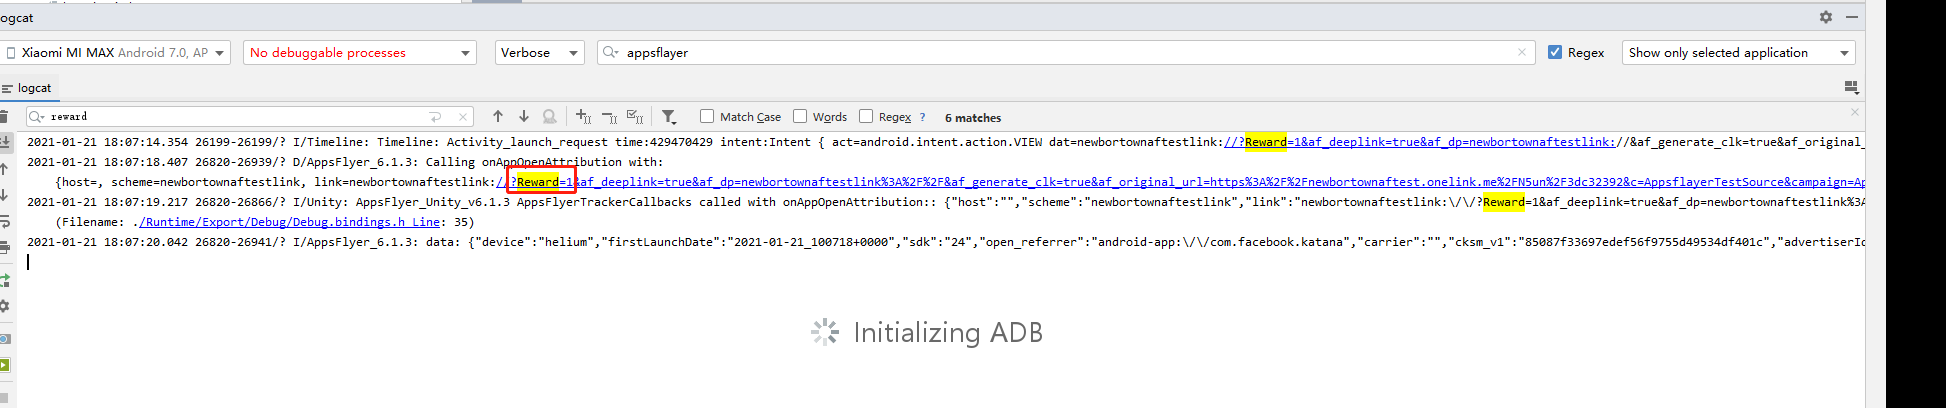 ogcat
Xiaomi MI MAX Android 7.0, AP
No debuggable processes
Verbose
appsflayer
Regex
Show only selected application
logcat
reward
Match Case
Words
Regex ?
6 matches
2021-01-21 18:07:14.354 26199-26199/? I/Timeline: Timeline: Activity_launch_request time:429470429 intent:Intent { act=android.intent.action.VIEW dat=newbortownaftestlink://?Reward=1&af_deeplink=true&af_dp=newbortownaftestlink://&af_generate_clk=true&af_original_
2021-01-21 18:07:18.407 26820-26939/? D/AppsFlyer_6.1.3: Calling onAppOpenAttribution with:
{host=, scheme=newbortownaftestlink, link=newbortownaftestlink://?Reward=1&af_deeplink=true&af_dp=newbortownaftestlink%3A%2F%2F&af_generate_clk=true&af_original_url=https%3A%2F%2Fnewbortownaftest.onelink.me%2FN5un%2F3dc32392&c=AppsflayerTestSource&campaign=Ap
2021-01-21 18:07:19.217 26820-26866/? I/Unity: AppsFlyer_Unity_v6.1.3 AppsFlyerTrackerCallbacks called with onAppOpenAttribution:: {"host":"","scheme":"newbortownaftestlink","link":"newbortownaftestlink:\/\/?Reward=1&af_deeplink=true&af_dp=newbortownaftestlink%3A
(Filename: ./Runtime/Export/Debug/Debug.bindings.h Line: 35)
2021-01-21 18:07:20.042 26820-26941/? I/AppsFlyer_6.1.3: data: {"device":"helium","firstLaunchDate":"2021-01-21_100718+0000","sdk":"24","open_referrer":"android-app:\/\/com.facebook.katana","carrier":"","cksm_v1":"85087f33697edef56f9755d49534df401c","advertiserId
Initializing ADB